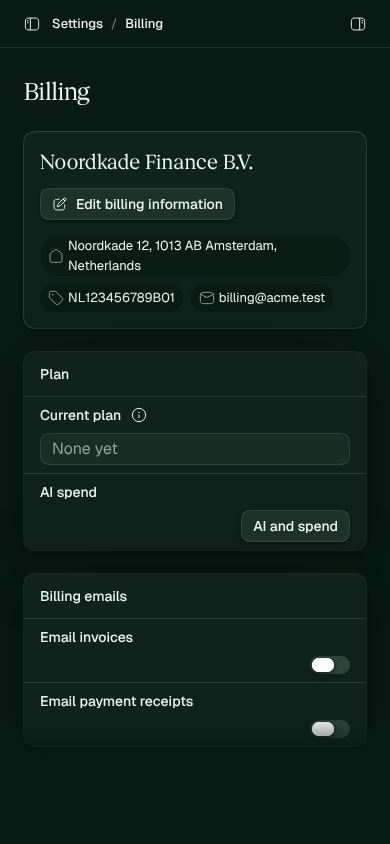 Settings / Billing
Billing
Noordkade Finance B.V.
Edit billing information
Noordkade 12, 1013 AB Amsterdam,
Netherlands
NL123456789B01
billing@acme.test
Plan
Current plan
None yet
AI spend
AI and spend
Billing emails
Email invoices
Email payment receipts